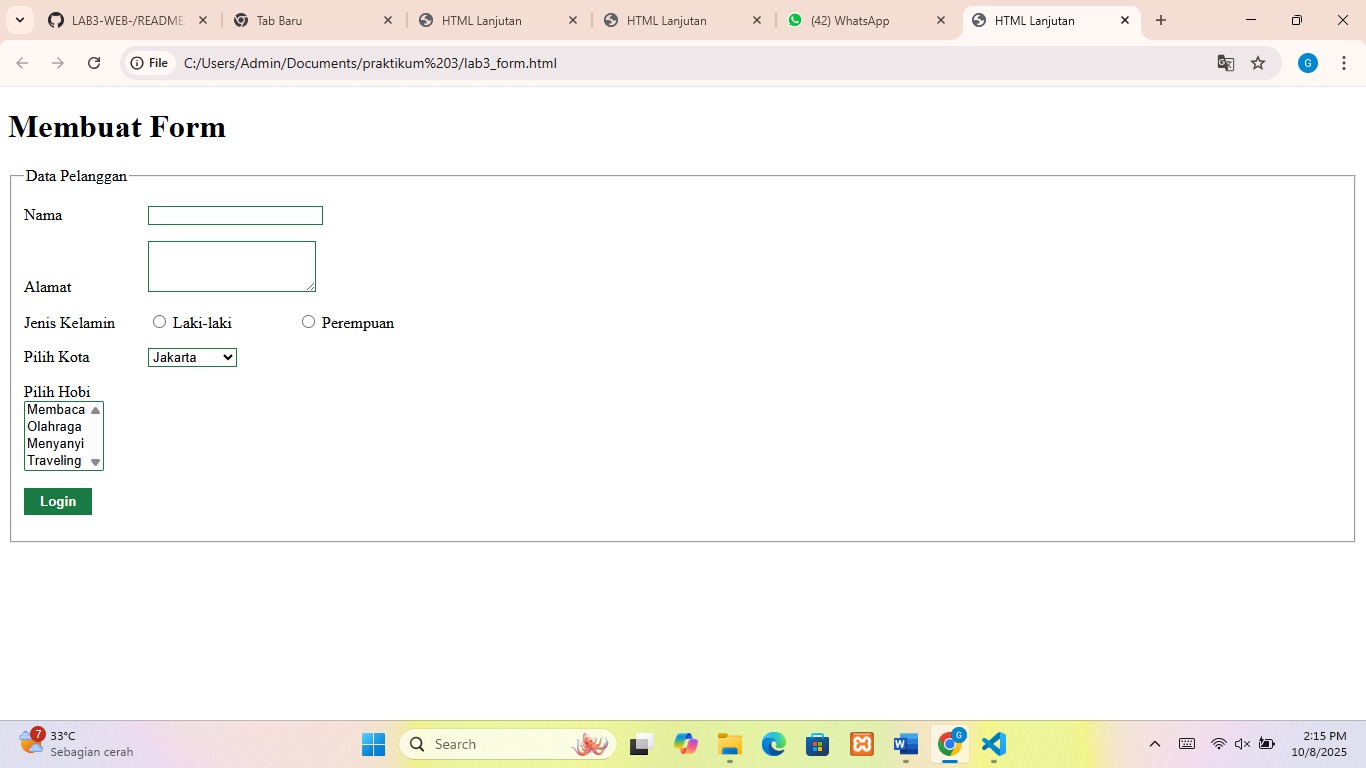 LAB3-WEB-/README
Tab Baru
HTML Lanjutan
HTML Lanjutan
(42) WhatsApp
HTML Lanjutan
File
C:/Users/Admin/Documents/praktikum%203/lab3_form.html
G
Membuat Form
Data Pelanggan
Nama
Alamat
Jenis Kelamin Laki-laki Perempuan
Pilih Kota Jakarta
Pilih Hobi
Membaca
Olahraga
Menyanyi
Traveling
Login
7
33°C
Sebagian cerah
Search
G
2:15 PM
10/8/2025